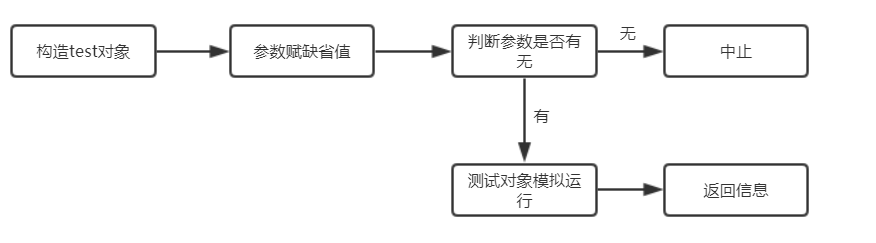 构造test对象
参数赋缺省值
判断参数是否有
无
无
中止
有
测试对象模拟运
行
返回信息